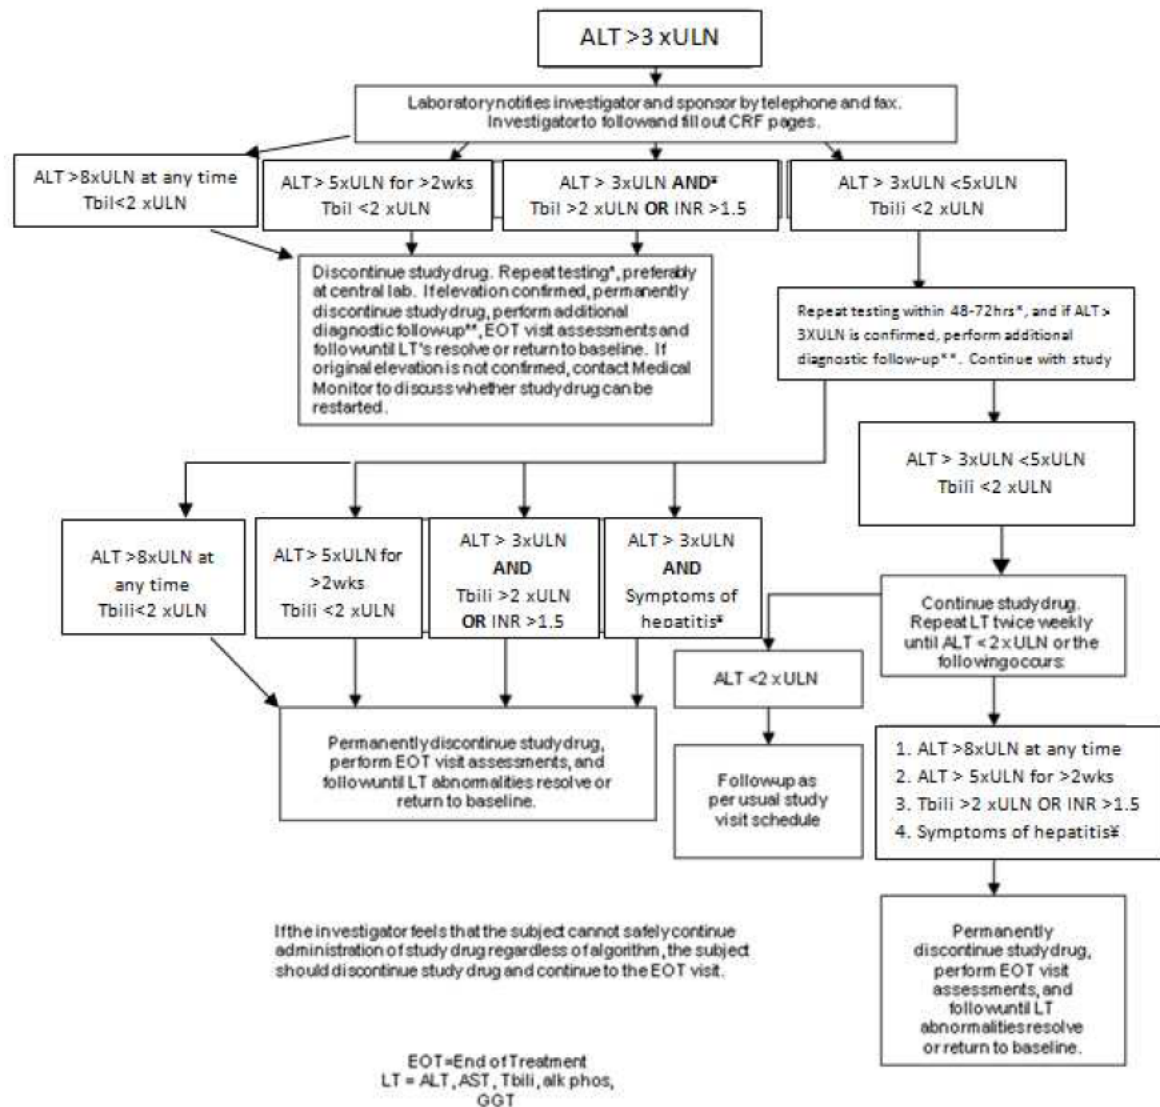 ALT >3 xULN
Laboratory notifies investigator and sponsor by telephone and fax.
Investigator to follow and fill out CRF pages.
ALT >8xULN at any time
Tbil<2 xULN
ALT > 5xULN for >2wks
Tbil <2 xULN
ALT > 3xULN AND¥
Tbil >2 xULN OR INR >1.5
ALT > 3xULN <5xULN
Tbili <2 xULN
Discontinue study drug. Repeat testing*, preferably
at central lab. If elevation confirmed, permanently
discontinue study drug, perform additional
diagnostic follow-up**, EOT visit assessments and
follow until LT's resolve or return to baseline. If
original elevation is not confirmed, contact Medical
Monitor to discuss whether study drug can be
restarted.
Repeat testing within 48-72hrs*, and if ALT >
3XULN is confirmed, perform additional
diagnostic follow-up**. Continue with study
ALT > 3xULN <5xULN
Tbili <2 xULN
ALT >8xULN at
any time
Tbili<2 xULN
ALT > 5xULN for
>2wks
Tbili <2 xULN
ALT > 3xULN
AND
Tbili >2 xULN
OR INR >1.5
ALT > 3xULN
AND
Symptoms of
hepatitis¥
Continue study drug.
Repeat LT twice weekly
until ALT < 2 x ULN or the
following occurs:
ALT <2 x ULN
Permanently discontinue study drug,
perform EOT visit assessments, and
follow until LT abnormalities resolve or
return to baseline.
Follow-up as
per usual study
visit schedule
1. ALT >8xULN at any time
2. ALT > 5xULN for >2wks
3. Tbili >2 xULN OR INR >1.5
4. Symptoms of hepatitis¥
If the investigator feels that the subject cannot safely continue
administration of study drug regardless of algorithm, the subject
should discontinue study drug and continue to the EOT visit.
Permanently
discontinue study drug,
perform EOT visit
assessments, and
follow until LT
abnormalities resolve
or return to baseline.
EOT=End of Treatment
LT = ALT, AST, Tbili, alk phos,
GGT